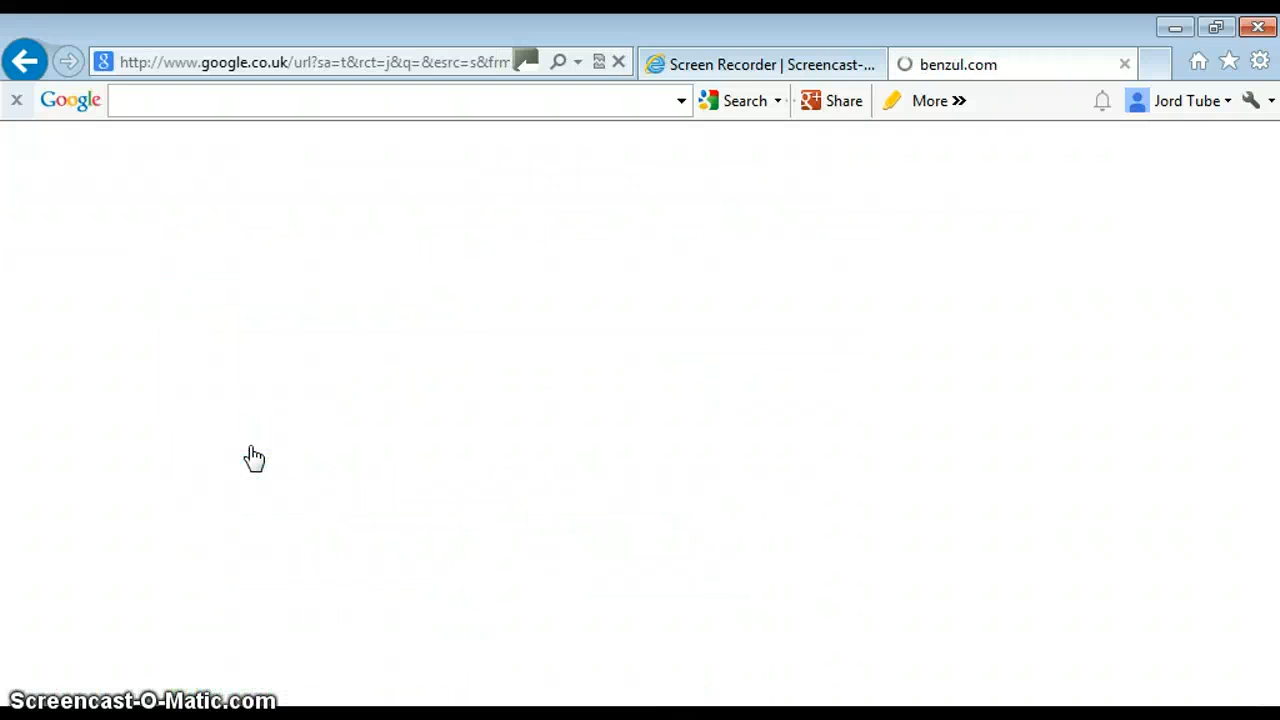 http://www.google.co.uk/url?sa=t&rct=j&q=&esrc=s&frm
Screen Recorder | Screencast-...
benzul.com
Google
Search
Share
More
Jord Tube
Screencast-O-Matic.com